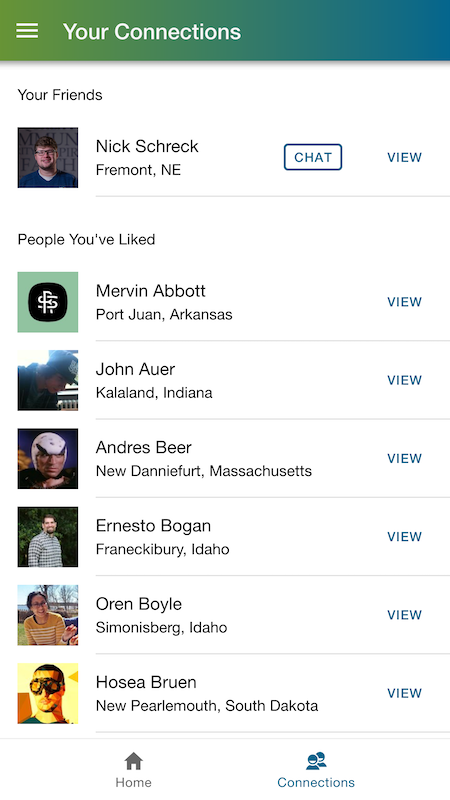 Your Connections
Your Friends
Nick Schreck
Fremont, NE
CHAT
VIEW
People You've Liked
Mervin Abbott
Port Juan, Arkansas
VIEW
John Auer
Kalaland, Indiana
VIEW
Andres Beer
New Danniefurt, Massachusetts
VIEW
Ernesto Bogan
Franeckibury, Idaho
VIEW
Oren Boyle
Simonisberg, Idaho
VIEW
Hosea Bruen
New Pearlemouth, South Dakota
VIEW
Home
Connections